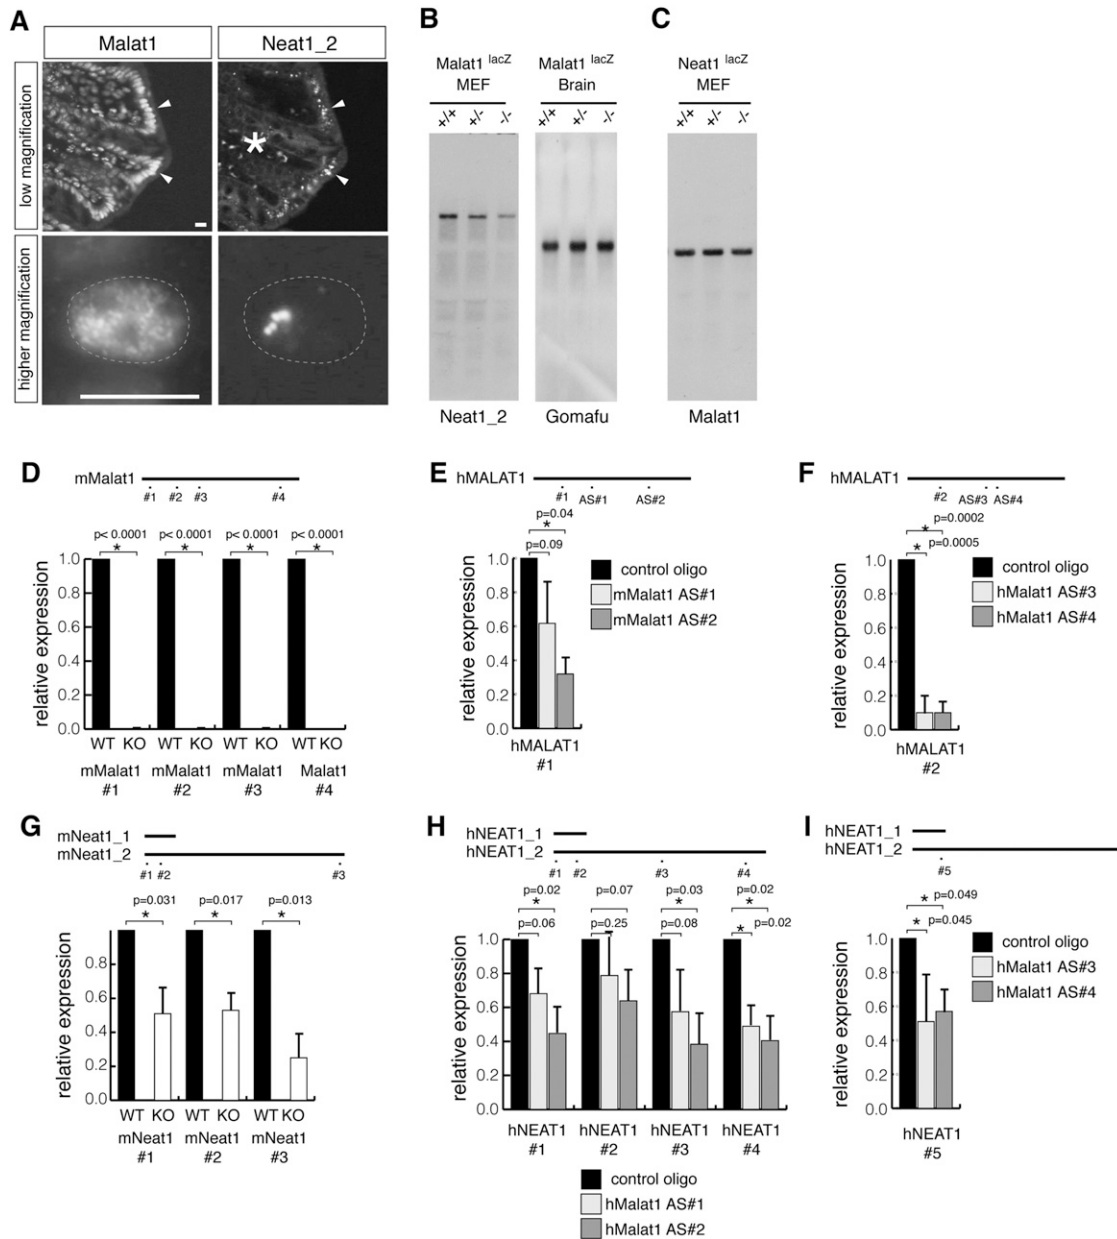 A
Malat1
Neat1_2
low magnification
*
higher magnification
B
Malat1 lacZ
MEF
+/+ +/- -/-
Neat1_2
Malat1 lacZ
Brain
+/+ +/- -/-
Gomafu
C
Neat1 lacZ
MEF
+/+ +/- -/-
Malat1
D
mMalat1
#1 #2 #3 #4
p< 0.0001 p< 0.0001 p< 0.0001 p< 0.0001
* * * *
relative expression
1.0
0.8
0.6
0.4
0.2
0.0
WT KO WT KO WT KO WT KO
mMalat1 mMalat1 mMalat1 Malat1
#1 #2 #3 #4
E
hMALAT1
#1 AS#1 AS#2
p=0.04
*
p=0.09
relative expression
1.0
0.8
0.6
0.4
0.2
0.0
hMALAT1
#1
control oligo
mMalat1 AS#1
mMalat1 AS#2
F
hMALAT1
#2 AS#3 AS#4
p=0.0002
*
p=0.0005
*
relative expression
1.0
0.8
0.6
0.4
0.2
0.0
hMALAT1
#2
control oligo
hMalat1 AS#3
hMalat1 AS#4
G
mNeat1_1
mNeat1_2
#1 #2 #3
p=0.031 p=0.017 p=0.013
* * *
relative expression
0.8
0.6
0.4
0.2
0.0
WT KO WT KO WT KO
mNeat1 mNeat1 mNeat1
#1 #2 #3
H
hNEAT1_1
hNEAT1_2
#1 #2 #3 #4
p=0.02 p=0.07 p=0.03 p=0.02
* * *
p=0.06 p=0.25 p=0.08 p=0.02
*
relative expression
1.0
0.8
0.6
0.4
0.2
0.0
hNEAT1 hNEAT1 hNEAT1 hNEAT1
#1 #2 #3 #4
control oligo
hMalat1 AS#1
hMalat1 AS#2
I
hNEAT1_1
hNEAT1_2
#5
p=0.049
*
p=0.045
*
relative expression
1.0
0.8
0.6
0.4
0.2
0.0
hNEAT1
#5
control oligo
hMalat1 AS#3
hMalat1 AS#4